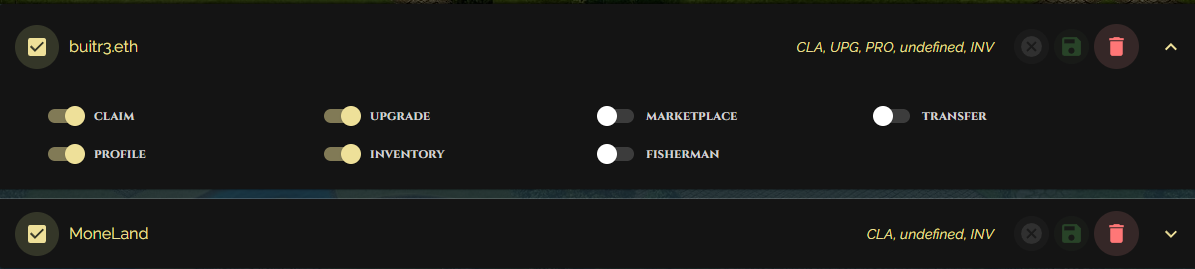 buitr3.eth CLA, UPG, PRO, undefined, INV
CLAIM UPGRADE MARKETPLACE TRANSFER
PROFILE INVENTORY FISHERMAN
MoneLand CLA, undefined, INV